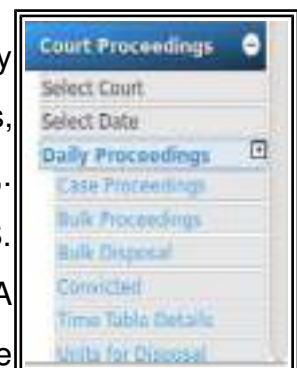 Court Proceedings
y
Select Court
s,
Select Date
Daily Proceedings
Case Proceedings
Bulk Proceedings
Bulk Disposal
Convicted
A
Time Table Details
e
Units for Disposal